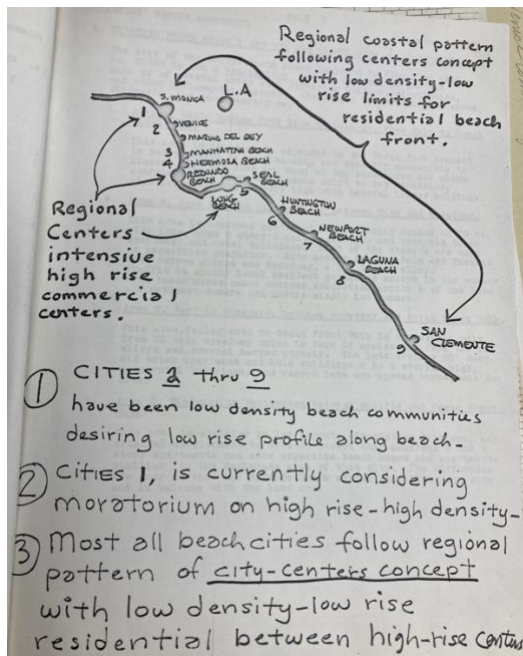 Regional coastal pattern
following centers concept
with low density-low
rise limits for
residential beach
front.
L.A
S. MONICA
1
2
VENICE
MARINA DEL REY
3
MANHATTAN BEACH
4
HERMOSA BEACH
REDONDO
BEACH
LONG
BEACH
5
SEAL
BEACH
HUNTINGTON
BEACH
6
NEWPORT
BEACH
7
LAGUNA
BEACH
8
SAN
CLEMENTE
9
Regional
Centers
intensive
high rise
commercial
centers.
1 CITIES 2 thru 9
have been low density beach communities
desiring low rise profile along beach-
2 Cities 1, is currently considering
moratorium on high rise-high density-
3 Most all beach cities follow regional
pattern of city-centers concept
with low density-low rise
residential between high-rise centers